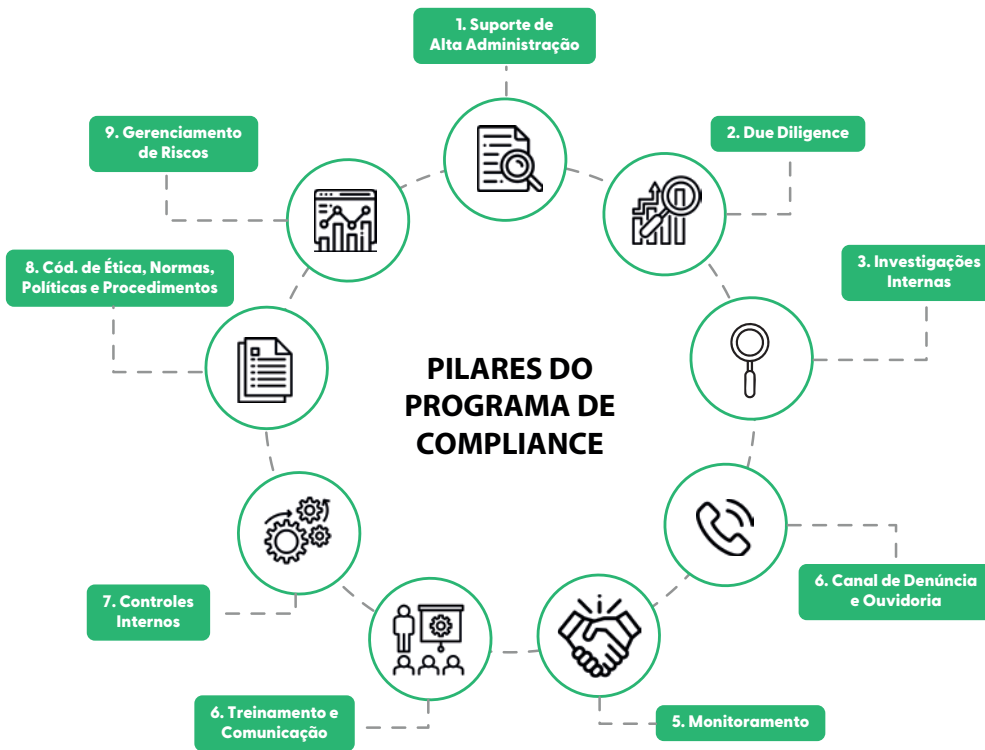 1. Suporte de
Alta Administração
2. Due Diligence
3. Investigações
Internas
6. Canal de Denúncia
e Ouvidoria
5. Monitoramento
6. Treinamento e
Comunicação
7. Controles
Internos
8. Cód. de Ética, Normas,
Políticas e Procedimentos
9. Gerenciamento
de Riscos
PILARES DO
PROGRAMA DE
COMPLIANCE